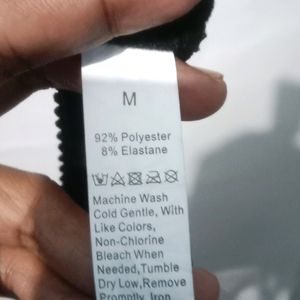 M
92% Polyester
8% Elastane
Machine Wash
Cold Gentle, With
Like Colors,
Non-Chlorine
Bleach When
Needed,Tumble
Dry Low,Remove
Promptly, Iron